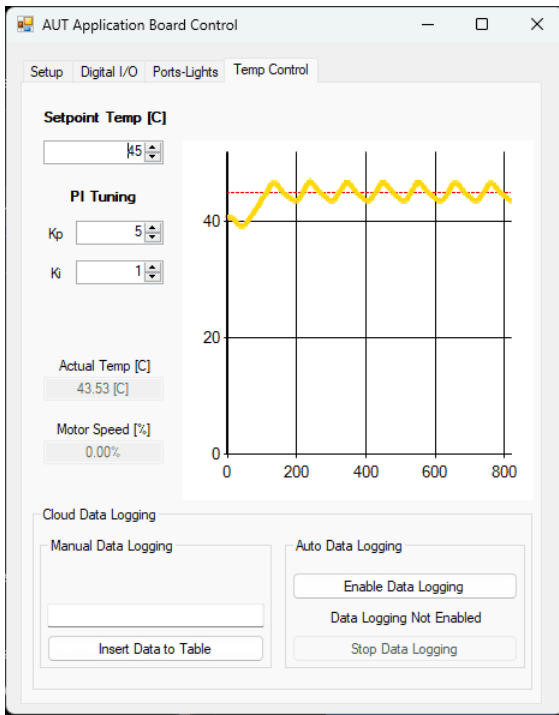 AUT Application Board Control
Setup Digital I/O Ports-Lights Temp Control
Setpoint Temp [C]
45
PI Tuning
Kp 5
Ki 1
Actual Temp [C]
43.53 [C]
Motor Speed [%]
0.00%
40
20
0
0 200 400 600 800
Cloud Data Logging
Manual Data Logging
Insert Data to Table
Auto Data Logging
Enable Data Logging
Data Logging Not Enabled
Stop Data Logging